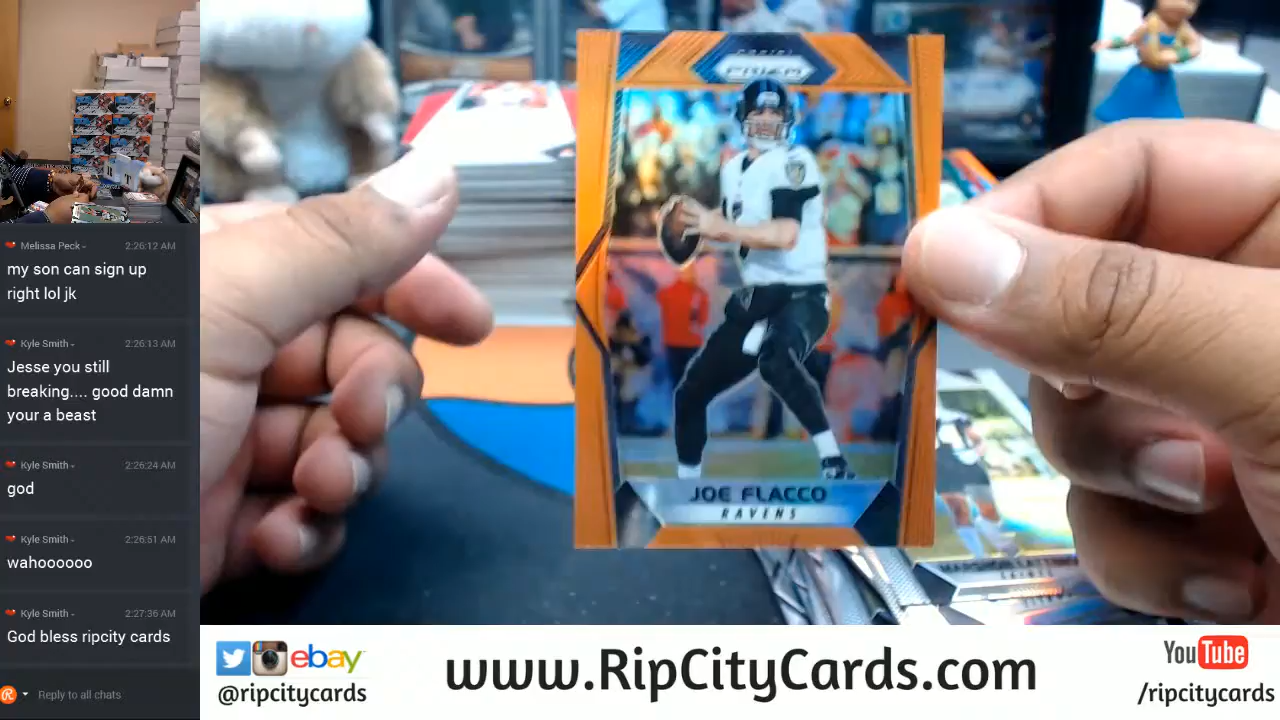 Melissa Peck
2:26:12 AM
my son can sign up
right lol jk
Kyle Smith
2:26:13 AM
Jesse you still
breaking.... good damn
your a beast
Kyle Smith
2:26:24 AM
god
Kyle Smith
2:26:51 AM
wahoooooo
Kyle Smith
2:27:36 AM
God bless ripcity cards
Reply to all chats
PANINI
PRIZM
JOE FLACCO
RAVENS
ebay
@ripcitycards
www.RipCityCards.com
YouTube
/ripcitycards